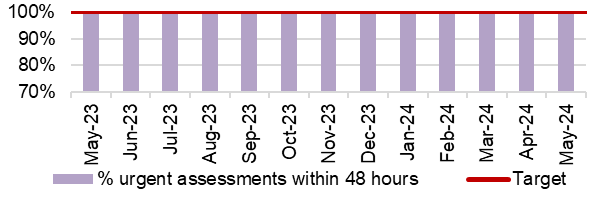 100%
90%
80%
70%
May-23
Jun-23
Jul-23
Aug-23
Sep-23
Oct-23
Nov-23
Dec-23
Jan-24
Feb-24
Mar-24
Apr-24
May-24
% urgent assessments within 48 hours
Target